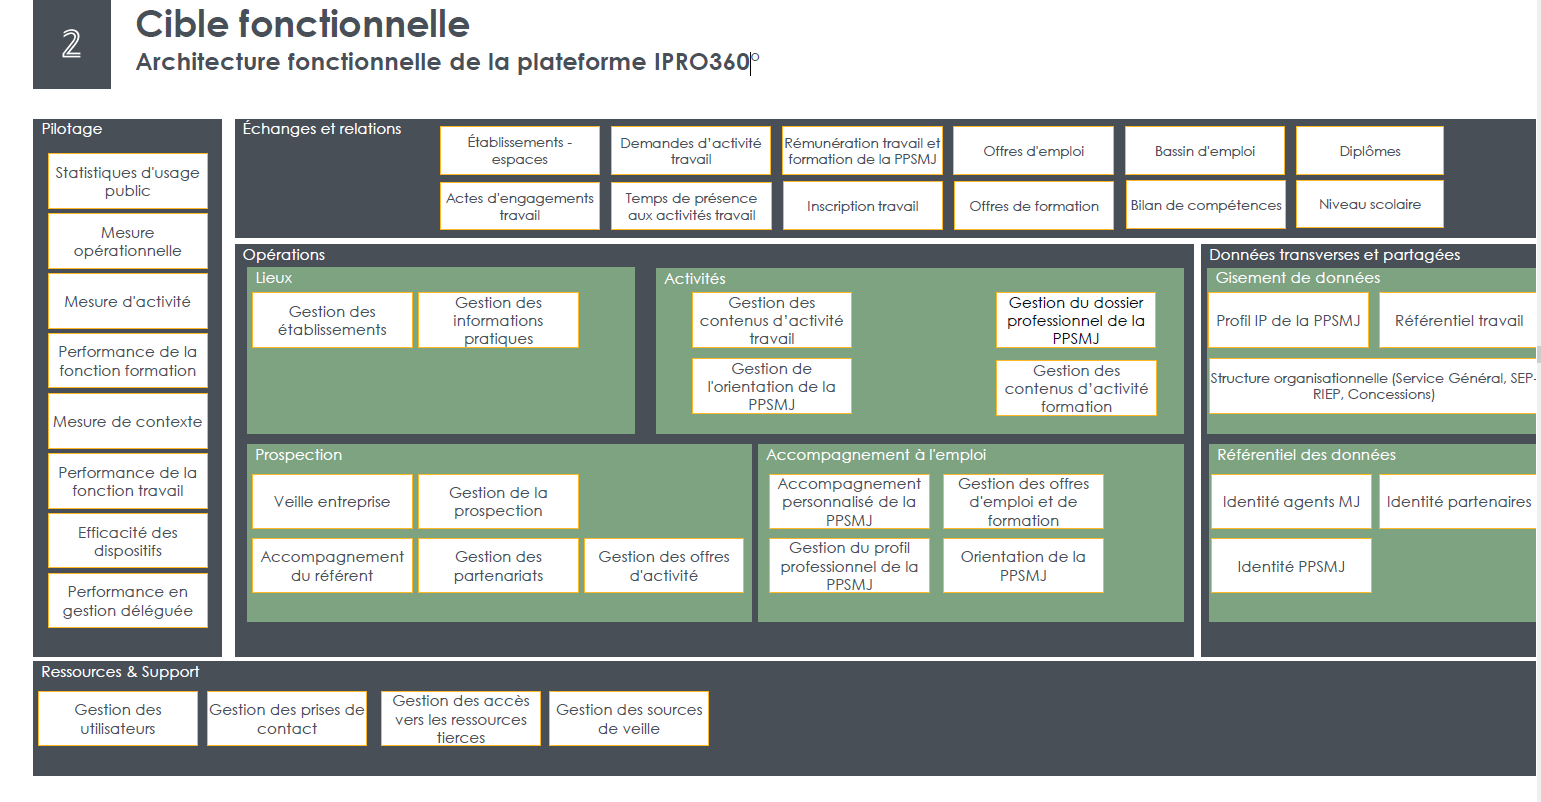 2
Cible fonctionnelle
Architecture fonctionnelle de la plateforme IPRO360°
Pilotage
Statistiques d'usage
public
Mesure
opérationnelle
Mesure d'activité
Performance de la
fonction formation
Mesure de contexte
Performance de la
fonction travail
Efficacité des
dispositifs
Performance en
gestion déléguée
Échanges et relations
Établissements -
espaces
Demandes d’activité
travail
Rémunération travail et
formation de la PPSMJ
Offres d'emploi
Bassin d'emploi
Diplômes
Actes d'engagements
travail
Temps de présence
aux activités travail
Inscription travail
Offres de formation
Bilan de compétences
Niveau scolaire
Opérations
Lieux
Gestion des
établissements
Gestion des
informations
pratiques
Activités
Gestion des
contenus d’activité
travail
Gestion du dossier
professionnel de la
PPSMJ
Gestion de
l'orientation de la
PPSMJ
Gestion des
contenus d’activité
formation
Prospection
Veille entreprise
Gestion de la
prospection
Accompagnement
du référent
Gestion des
partenariats
Gestion des offres
d'activité
Accompagnement à l'emploi
Accompagnement
personnalisé de la
PPSMJ
Gestion des offres
d'emploi et de
formation
Gestion du profil
professionnel de la
PPSMJ
Orientation de la
PPSMJ
Données transverses et partagées
Gisement de données
Profil IP de la PPSMJ
Référentiel travail
Structure organisationnelle (Service Général, SEP-
RIEP, Concessions)
Référentiel des données
Identité agents MJ
Identité partenaires
Identité PPSMJ
Ressources & Support
Gestion des
utilisateurs
Gestion des prises de
contact
Gestion des accès
vers les ressources
tierces
Gestion des sources
de veille